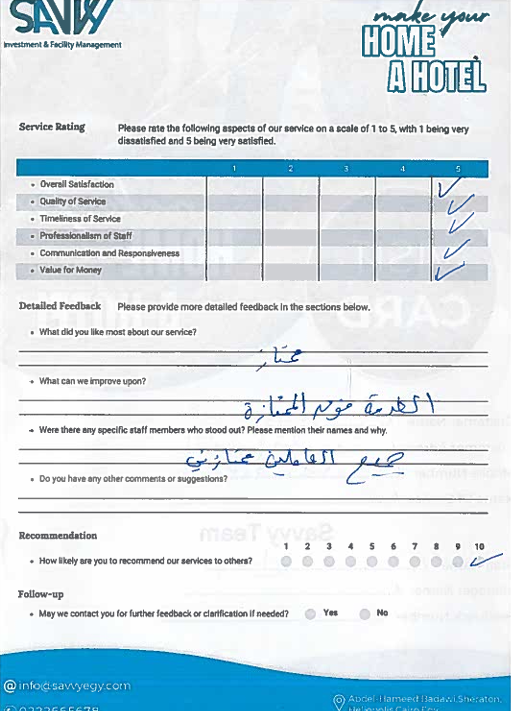 SAVVY
Investment & Facility Management
make your
HOME
A HOTEL
Service Rating
Please rate the following aspects of our service on a scale of 1 to 5, with 1 being very
dissatisfied and 5 being very satisfied.
1 2 3 4 5
• Overall Satisfaction ✓
• Quality of Service ✓
• Timeliness of Service ✓
• Professionalism of Staff
• Communication and Responsiveness ✓
• Value for Money ✓
Detailed Feedback Please provide more detailed feedback in the sections below.
• What did you like most about our service?
ممتاز
• What can we improve upon?
الخدمة فوق الممتازة
• Were there any specific staff members who stood out? Please mention their names and why.
جميع العاملين ممتازين
• Do you have any other comments or suggestions?
Recommendation
1 2 3 4 5 6 7 8 9 10
• How likely are you to recommend our services to others? ✓
Follow-up
• May we contact you for further feedback or clarification if needed? Yes No
@ info@savvyegy.com
Abdel-Hameed Badawi,Sheraton,